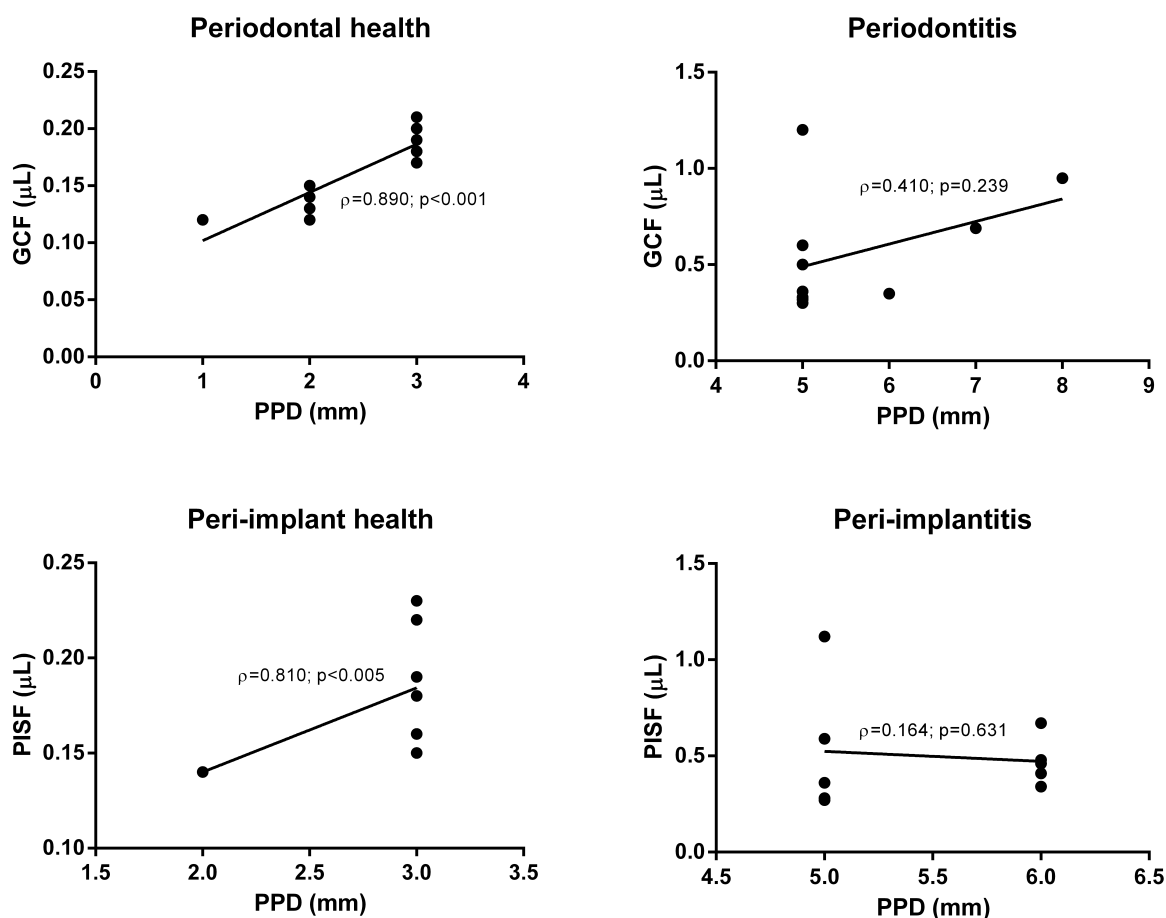 Periodontal health
GCF (μL)
0.25
0.20
0.15
0.10
0.05
0.00
ρ=0.890; p<0.001
0 1 2 3 4
PPD (mm)
Periodontitis
GCF (μL)
1.5
1.0
0.5
0.0
ρ=0.410; p=0.239
4 5 6 7 8 9
PPD (mm)
Peri-implant health
PISF (μL)
0.25
0.20
0.15
0.10
ρ=0.810; p<0.005
1.5 2.0 2.5 3.0 3.5
PPD (mm)
Peri-implantitis
PISF (μL)
1.5
1.0
0.5
0.0
ρ=0.164; p=0.631
4.5 5.0 5.5 6.0 6.5
PPD (mm)